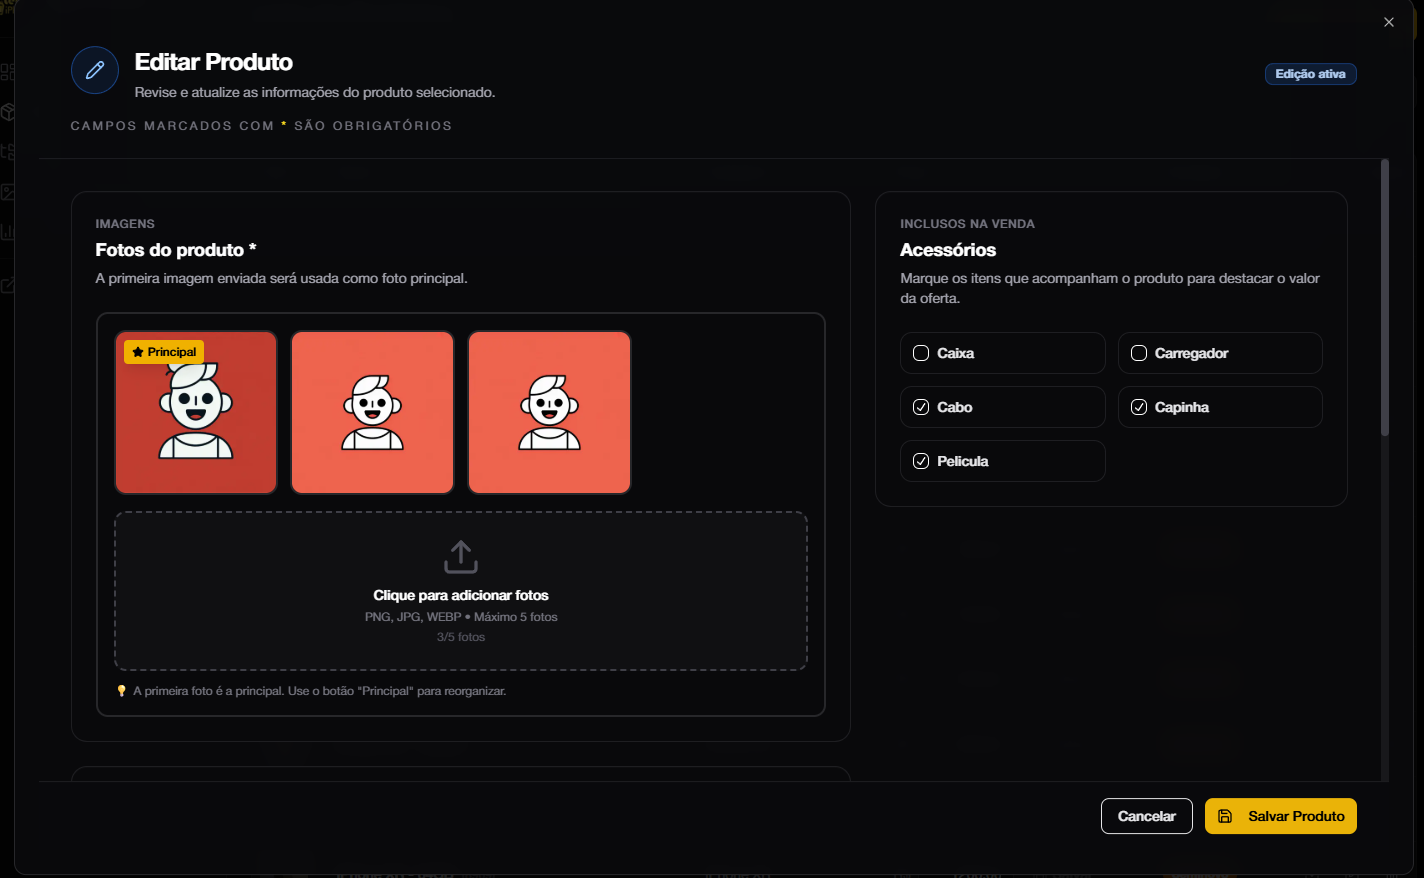 Editar Produto
Edição ativa
Revise e atualize as informações do produto selecionado.
CAMPOS MARCADOS COM * SÃO OBRIGATÓRIOS
IMAGENS
Fotos do produto *
A primeira imagem enviada será usada como foto principal.
Principal
Clique para adicionar fotos
PNG, JPG, WEBP • Máximo 5 fotos
3/5 fotos
A primeira foto é a principal. Use o botão "Principal" para reorganizar.
INCLUSOS NA VENDA
Acessórios
Marque os itens que acompanham o produto para destacar o valor
da oferta.
Caixa
Carregador
Cabo
Capinha
Pelicula
Cancelar
Salvar Produto